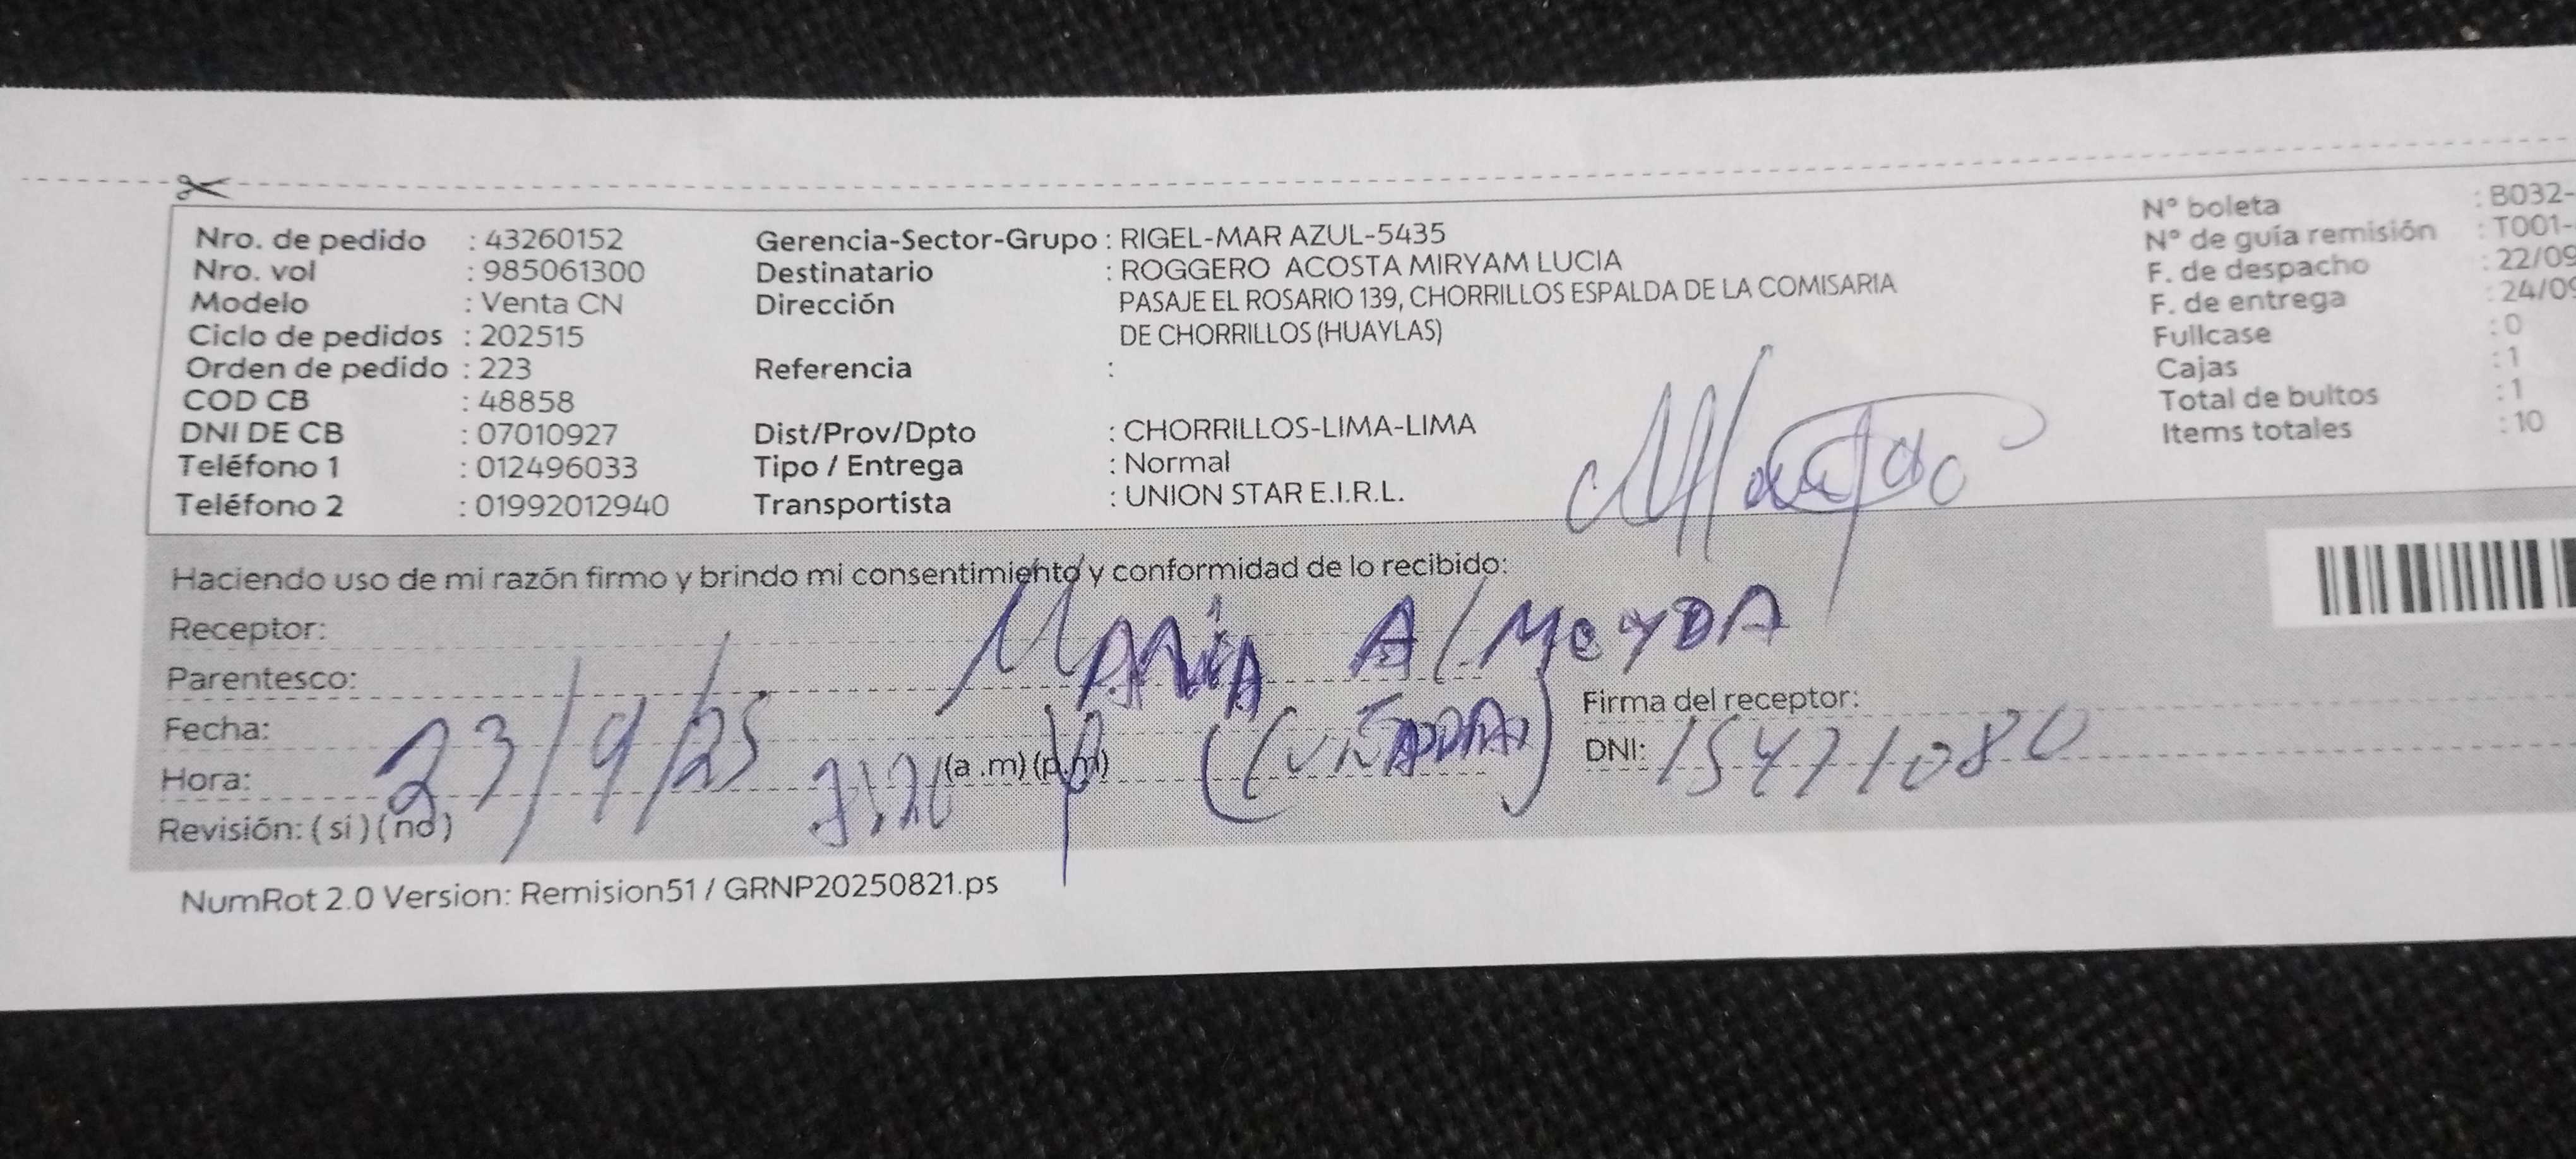 Nro. de pedido : 43260152
Nro. vol : 985061300
Modelo : Venta CN
Ciclo de pedidos : 202515
Orden de pedido : 223
COD CB : 48858
DNI DE CB : 07010927
Teléfono 1 : 012496033
Teléfono 2 : 01992012940
Gerencia-Sector-Grupo : RIGEL-MAR AZUL-5435
Destinatario : ROGGERO ACOSTA MIRYAM LUCIA
Dirección PASAJE EL ROSARIO 139, CHORRILLOS ESPALDA DE LA COMISARIA
DE CHORRILLOS (HUAYLAS)
Referencia :
Dist/Prov/Dpto : CHORRILLOS-LIMA-LIMA
Tipo / Entrega : Normal
Transportista : UNION STAR E.I.R.L.
N° boleta : B032-
N° de guía remisión : T001-
F. de despacho : 22/09
F. de entrega : 24/09
Fullcase : 0
Cajas : 1
Total de bultos : 1
Items totales : 10
Haciendo uso de mi razón firmo y brindo mi consentimiento y conformidad de lo recibido:
Receptor: MARÍA AlMeYDA
Parentesco: (CUÑADA)
Fecha: 23/9/25
Hora: (a .m) (p.m)
Revisión: ( si ) ( no )
Firma del receptor:
DNI: 15471080
NumRot 2.0 Version: Remision51 / GRNP20250821.ps